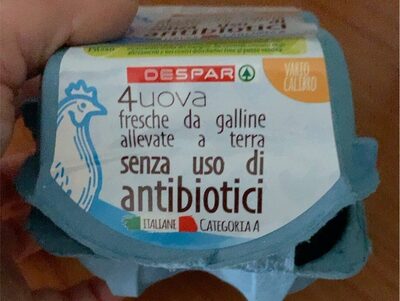 DESPAR
VARIO
CALIBRO
4 uova
fresche da galline
allevate a terra
senza uso di
antibiotici
ITALIANE CATEGORIA A